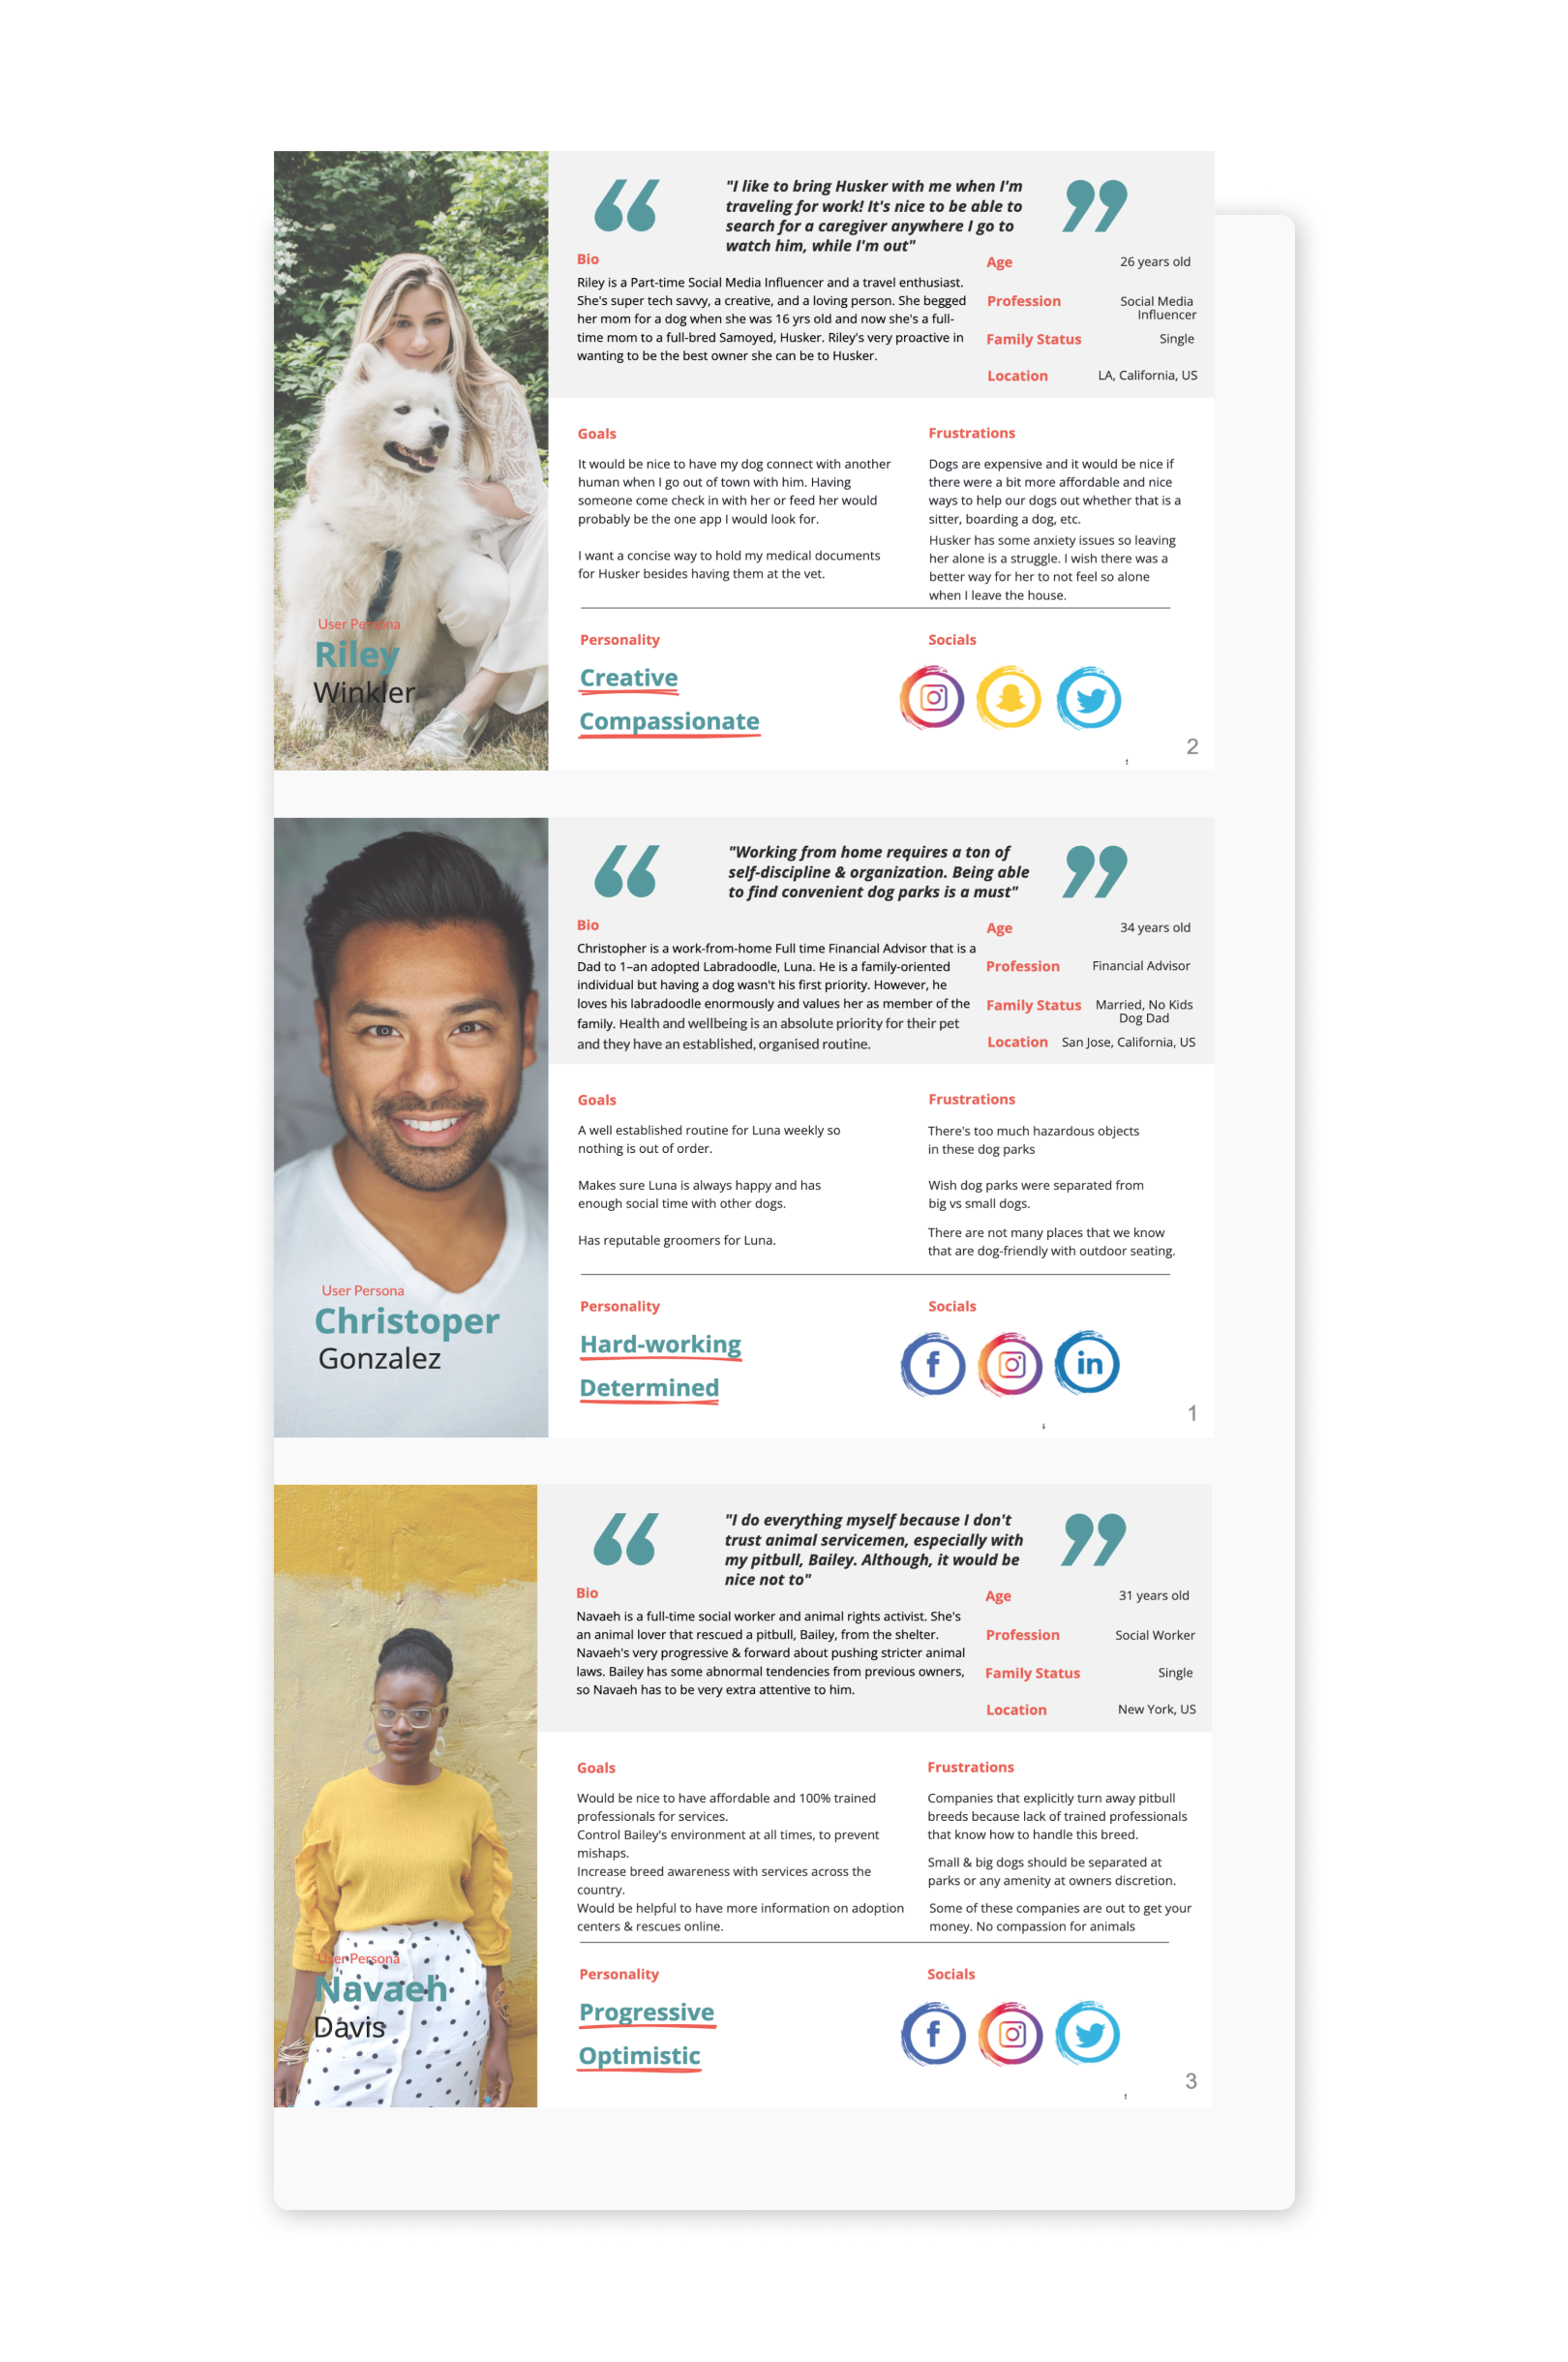 "I like to bring Husker with me when I'm
traveling for work! It's nice to be able to
search for a caregiver anywhere I go to
watch him, while I'm out"
Bio
Riley is a Part-time Social Media Influencer and a travel enthusiast.
She's super tech savvy, a creative, and a loving person. She begged
her mom for a dog when she was 16 yrs old and now she's a full-
time mom to a full-bred Samoyed, Husker. Riley's very proactive in
wanting to be the best owner she can be to Husker.
Age 26 years old
Profession Social Media
Influencer
Family Status Single
Location LA, California, US
Goals
It would be nice to have my dog connect with another
human when I go out of town with him. Having
someone come check in with her or feed her would
probably be the one app I would look for.
I want a concise way to hold my medical documents
for Husker besides having them at the vet.
Frustrations
Dogs are expensive and it would be nice if
there were a bit more affordable and nice
ways to help our dogs out whether that is a
sitter, boarding a dog, etc.
Husker has some anxiety issues so leaving
her alone is a struggle. I wish there was a
better way for her to not feel so alone
when I leave the house.
User Persona
Riley
Winkler
Personality
Creative
Compassionate
Socials
2
"Working from home requires a ton of
self-discipline & organization. Being able
to find convenient dog parks is a must"
Bio
Christopher is a work-from-home Full time Financial Advisor that is a
Dad to 1–an adopted Labradoodle, Luna. He is a family-oriented
individual but having a dog wasn't his first priority. However, he
loves his labradoodle enormously and values her as member of the
family. Health and wellbeing is an absolute priority for their pet
and they have an established, organised routine.
Age 34 years old
Profession Financial Advisor
Family Status Married, No Kids
Dog Dad
Location San Jose, California, US
Goals
A well established routine for Luna weekly so
nothing is out of order.
Makes sure Luna is always happy and has
enough social time with other dogs.
Has reputable groomers for Luna.
Frustrations
There's too much hazardous objects
in these dog parks
Wish dog parks were separated from
big vs small dogs.
There are not many places that we know
that are dog-friendly with outdoor seating.
User Persona
Christoper
Gonzalez
Personality
Hard-working
Determined
Socials
f
in
1
"I do everything myself because I don't
trust animal servicemen, especially with
my pitbull, Bailey. Although, it would be
nice not to"
Bio
Navaeh is a full-time social worker and animal rights activist. She's
an animal lover that rescued a pitbull, Bailey, from the shelter.
Navaeh's very progressive & forward about pushing stricter animal
laws. Bailey has some abnormal tendencies from previous owners,
so Navaeh has to be very extra attentive to him.
Age 31 years old
Profession Social Worker
Family Status Single
Location New York, US
Goals
Would be nice to have affordable and 100% trained
professionals for services.
Control Bailey's environment at all times, to prevent
mishaps.
Increase breed awareness with services across the
country.
Would be helpful to have more information on adoption
centers & rescues online.
Frustrations
Companies that explicitly turn away pitbull
breeds because lack of trained professionals
that know how to handle this breed.
Small & big dogs should be separated at
parks or any amenity at owners discretion.
Some of these companies are out to get your
money. No compassion for animals
User Persona
Navaeh
Davis
Personality
Progressive
Optimistic
Socials
f
3